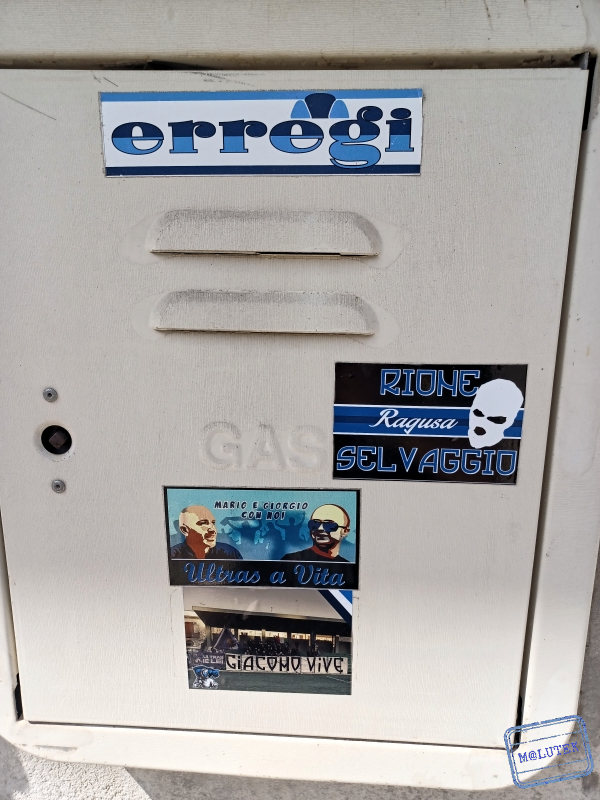 erregi
RIONE
Ragusa
SELVAGGIO
GAS
MARIO E GIORGIO
CON NOI
Ultras a Vita
GIACOMO VIVE
M@LUTEK